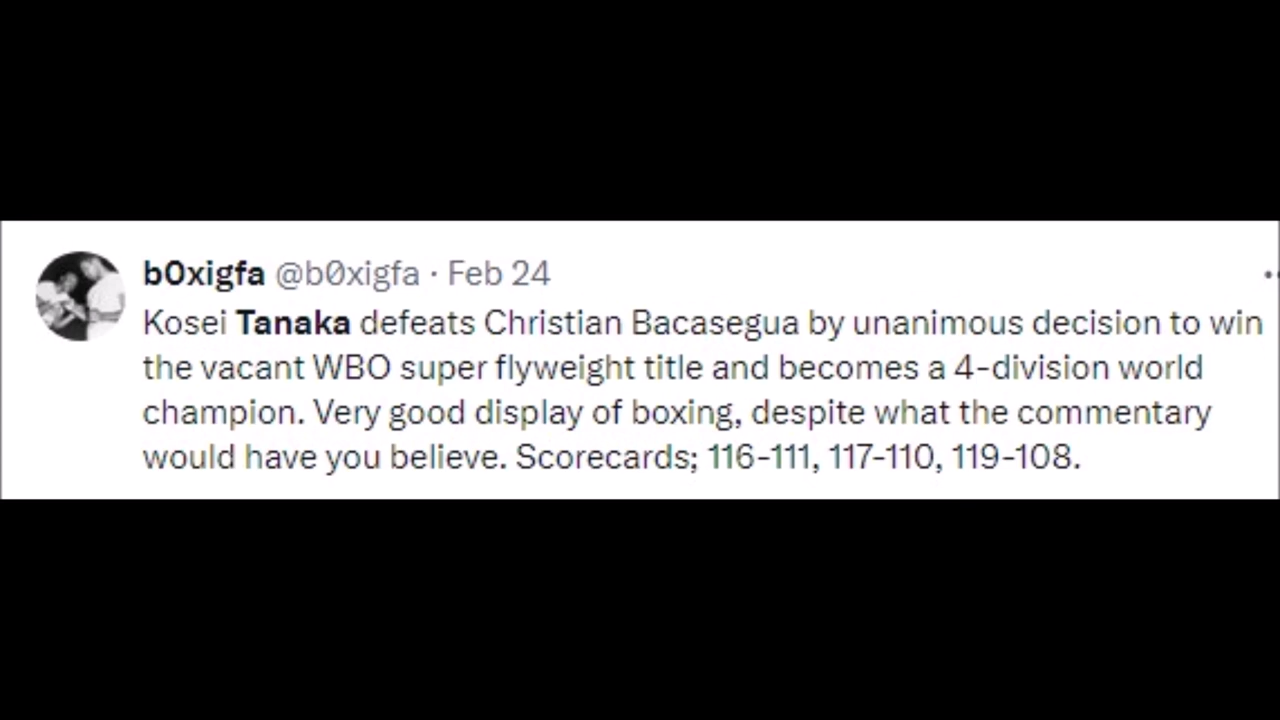 b0xigfa @b0xigfa · Feb 24
Kosei Tanaka defeats Christian Bacasegua by unanimous decision to win
the vacant WBO super flyweight title and becomes a 4-division world
champion. Very good display of boxing, despite what the commentary
would have you believe. Scorecards; 116-111, 117-110, 119-108.